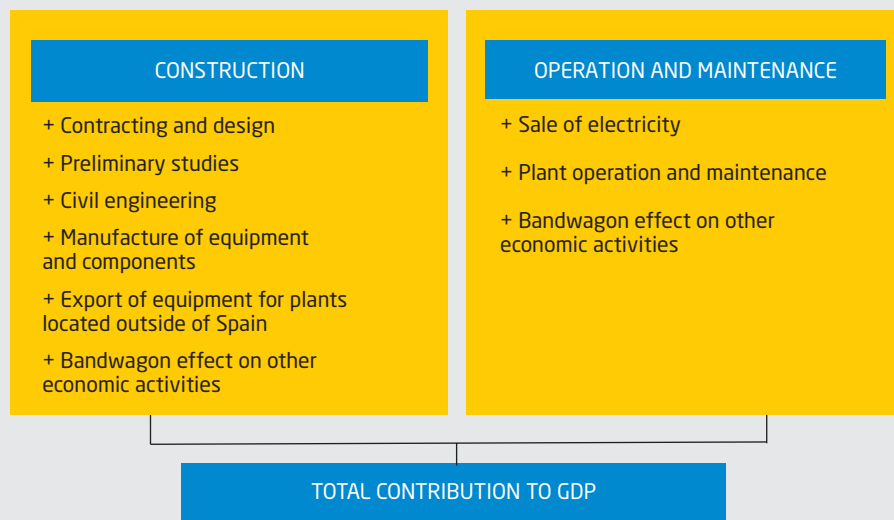 CONSTRUCTION
+ Contracting and design
+ Preliminary studies
+ Civil engineering
+ Manufacture of equipment
and components
+ Export of equipment for plants
located outside of Spain
+ Bandwagon effect on other
economic activities
OPERATION AND MAINTENANCE
+ Sale of electricity
+ Plant operation and maintenance
+ Bandwagon effect on other
economic activities
TOTAL CONTRIBUTION TO GDP